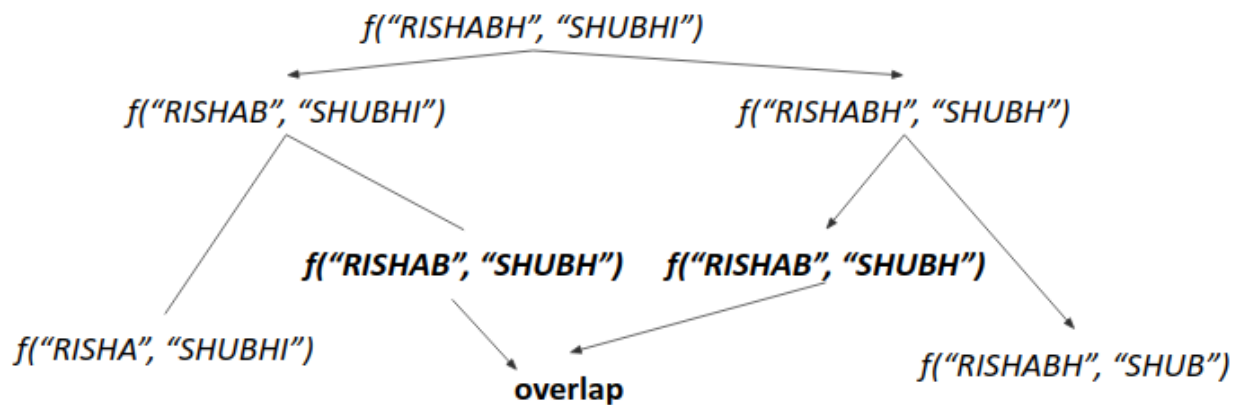 f(“RISHABH”, “SHUBHI”)
f(“RISHAB”, “SHUBHI”)
f(“RISHABH”, “SHUBH”)
f(“RISHAB”, “SHUBH”)
f(“RISHAB”, “SHUBH”)
f(“RISHA”, “SHUBHI”)
f(“RISHABH”, “SHUB”)
overlap